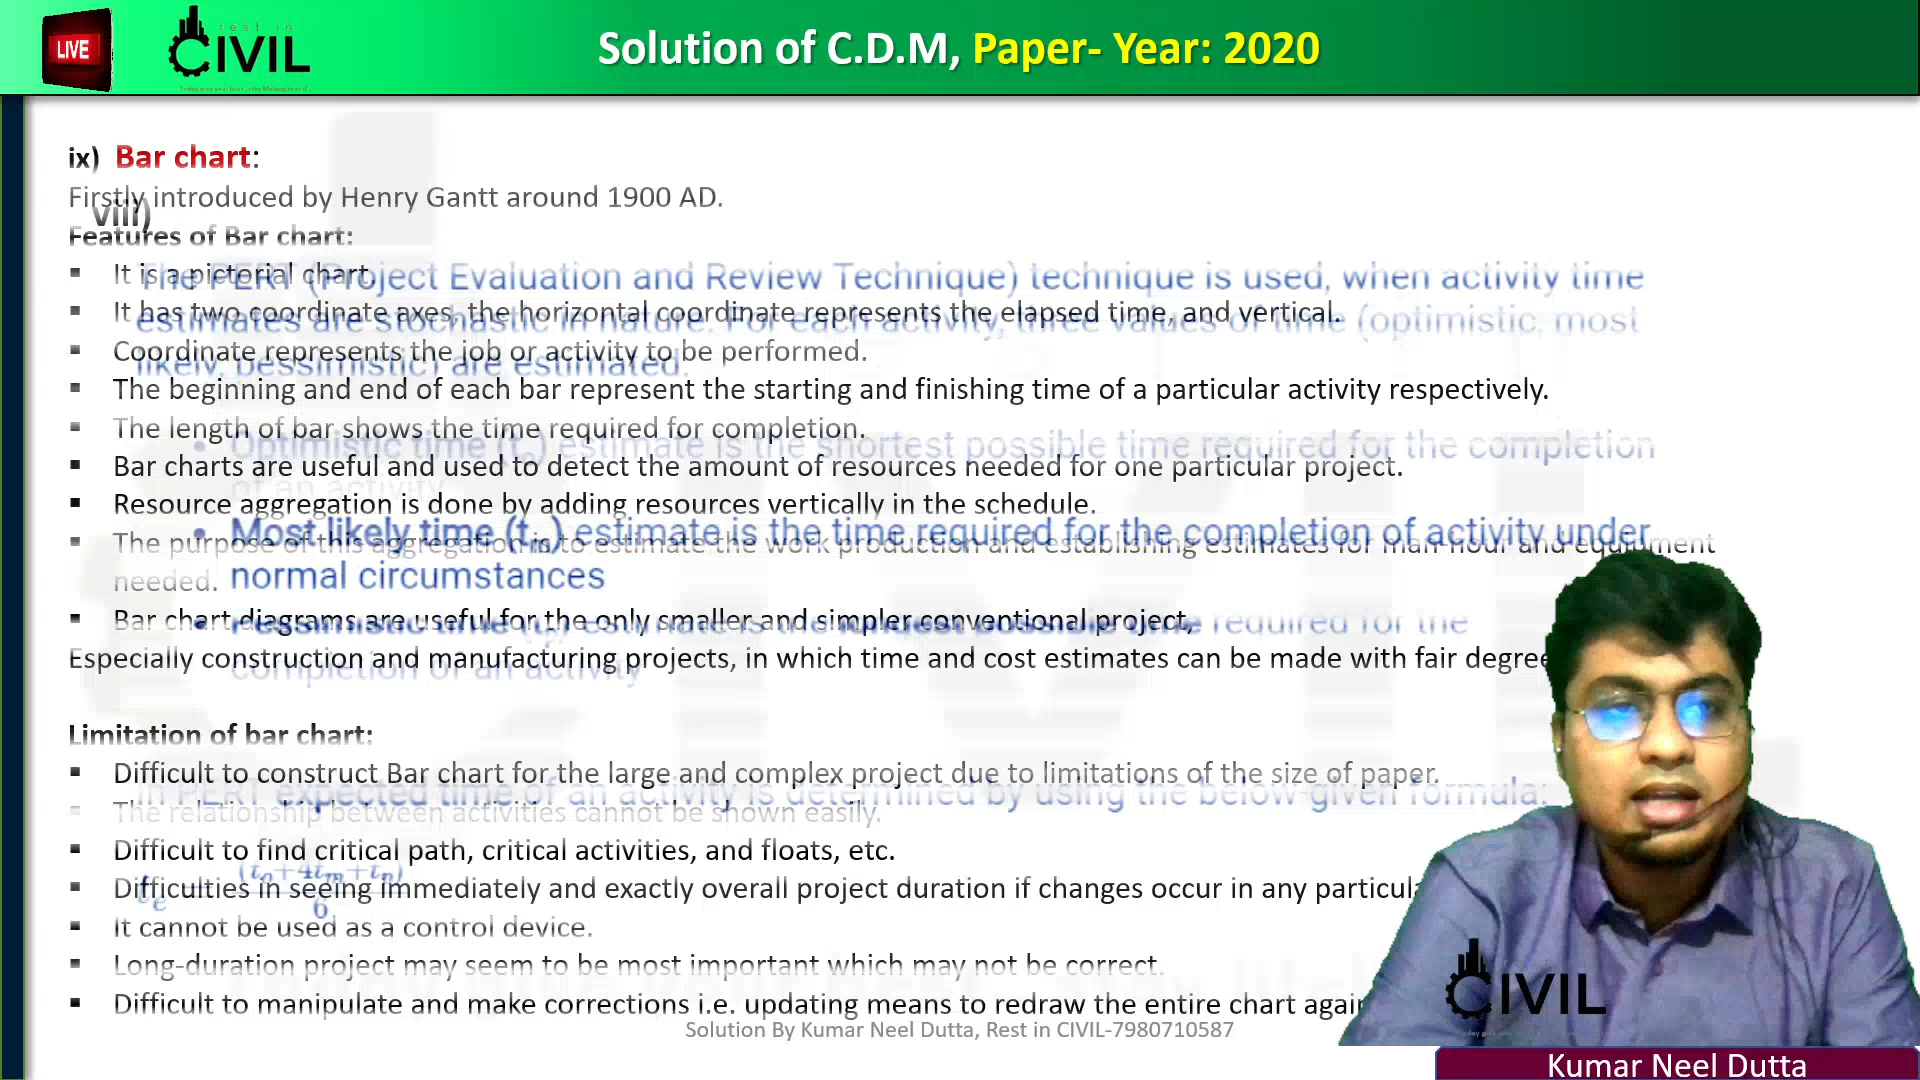 LIVE
rest in
CIVIL
Solution of C.D.M, Paper- Year: 2020
ix) Bar chart:
Firstly introduced by Henry Gantt around 1900 AD.
viii)
Features of Bar chart:
▪ It is a pictorial chart.
The PERT (Project Evaluation and Review Technique) technique is used, when activity time
▪ It has two coordinate axes, the horizontal coordinate represents the elapsed time, and vertical.
estimates are stochastic in nature. For each activity, three values of time (optimistic, most
▪ Coordinate represents the job or activity to be performed.
likely, pessimistic) are estimated.
▪ The beginning and end of each bar represent the starting and finishing time of a particular activity respectively.
▪ The length of bar shows the time required for completion.
• Optimistic time (to) estimate is the shortest possible time required for the completion
▪ Bar charts are useful and used to detect the amount of resources needed for one particular project.
of an activity
▪ Resource aggregation is done by adding resources vertically in the schedule.
• Most likely time (tm) estimate is the time required for the completion of activity under
▪ The purpose of this aggregation is to estimate the work production and establishing estimates for man-hour and equipment
normal circumstances
needed.
▪ Bar chart diagrams are useful for the only smaller and simpler conventional project,
required for the
Especially construction and manufacturing projects, in which time and cost estimates can be made with fair degree
completion of an activity
Limitation of bar chart:
▪ Difficult to construct Bar chart for the large and complex project due to limitations of the size of paper.
In PERT expected time of an activity is determined by using the below-given formula:
▪ The relationship between activities cannot be shown easily.
▪ Difficult to find critical path, critical activities, and floats, etc.
(to+4tm+tp)
▪ Difficulties in seeing immediately and exactly overall project duration if changes occur in any
te
6
▪ It cannot be used as a control device.
▪ Long-duration project may seem to be most important which may not be correct.
▪ Difficult to manipulate and make corrections i.e. updating means to redraw the entire chart
Solution By Kumar Neel Dutta, Rest in CIVIL-7980710587
CIVIL
Kumar Neel Dutta